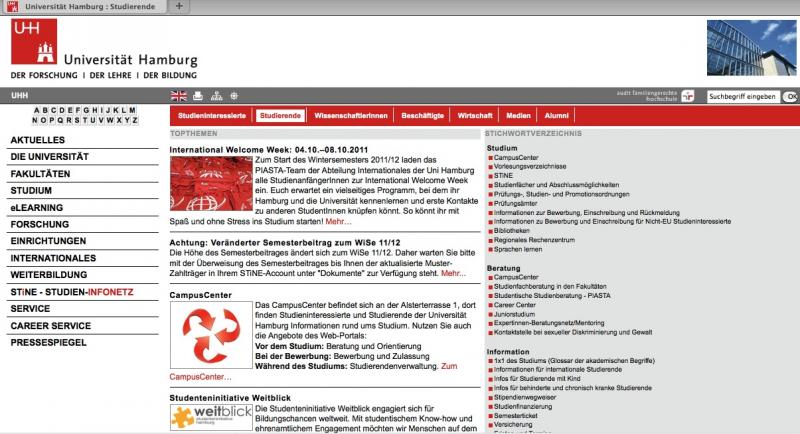 Universität Hamburg : Studierende
UHH
Universität Hamburg
DER FORSCHUNG | DER LEHRE | DER BILDUNG
UHH
audit familiengerechte
hochschule
Suchbegriff eingeben
OK
A B C D E F G H I J K L M
N O P Q R S T U V W X Y Z
AKTUELLES
DIE UNIVERSITÄT
FAKULTÄTEN
STUDIUM
eLEARNING
FORSCHUNG
EINRICHTUNGEN
INTERNATIONALES
WEITERBILDUNG
STiNE - STUDIEN-INFONETZ
SERVICE
CAREER SERVICE
PRESSESPIEGEL
Studieninteressierte Studierende WissenschaftlerInnen Beschäftigte Wirtschaft Medien Alumni
TOPTHEMEN
International Welcome Week: 04.10.–08.10.2011
Zum Start des Wintersemesters 2011/12 laden das
PIASTA-Team der Abteilung Internationales der Uni Hamburg
alle StudienanfängerInnen zur International Welcome Week
ein. Euch erwartet ein vielseitiges Programm, bei dem ihr
Hamburg und die Universität kennenlernen und erste Kontakte
zu anderen StudentInnen knüpfen könnt. So könnt ihr mit
Spaß und ohne Stress ins Studium starten! Mehr...
Achtung: Veränderter Semesterbeitrag zum WiSe 11/12
Die Höhe des Semesterbeitrages ändert sich zum WiSe 11/12. Daher warten Sie bitte
mit der Überweisung des Semesterbeitrags bis Ihnen der aktualisierte Muster-
Zahlträger in Ihrem STiNE-Account unter "Dokumente" zur Verfügung steht. Mehr...
CampusCenter
Das CampusCenter befindet sich an der Alsterterrasse 1, dort
finden Studieninteressierte und Studierende der Universität
Hamburg Informationen rund ums Studium. Nutzen Sie auch
die Angebote des Web-Portals:
Vor dem Studium: Beratung und Orientierung
Bei der Bewerbung: Bewerbung und Zulassung
Während des Studiums: Studierendenverwaltung. Zum
CampusCenter...
Studenteninitiative Weitblick
weitblick
studenteninitiative
hamburg
Die Studenteninitiative Weitblick engagiert sich für
Bildungschancen weltweit. Mit studentischem Know-how und
ehrenamtlichem Engagement möchten wir Menschen auf dem
STICHWORTVERZEICHNIS
Studium
CampusCenter
Vorlesungsverzeichnisse
STiNE
Studienfächer und Abschlussmöglichkeiten
Prüfungs-, Studien- und Promotionsordnungen
Prüfungsämter
Informationen zur Bewerbung, Einschreibung und Rückmeldung
Informationen zu Bewerbung und Einschreibung für Nicht-EU Studieninteressierte
Bibliotheken
Regionales Rechenzentrum
Sprachen lernen
Beratung
CampusCenter
Studienfachberatung in den Fakultäten
Studentische Studienberatung - PIASTA
Career Center
Juniorstudium
Expertinnen-Beratungsnetz/Mentoring
Kontaktstelle bei sexueller Diskriminierung und Gewalt
Information
1x1 des Studiums (Glossar der akademischen Begriffe)
Informationen für internationale Studierende
Infos für Studierende mit Kind
Infos für behinderte und chronisch kranke Studierende
Stipendienwegweiser
Studienfinanzierung
Semesterticket
Versicherung